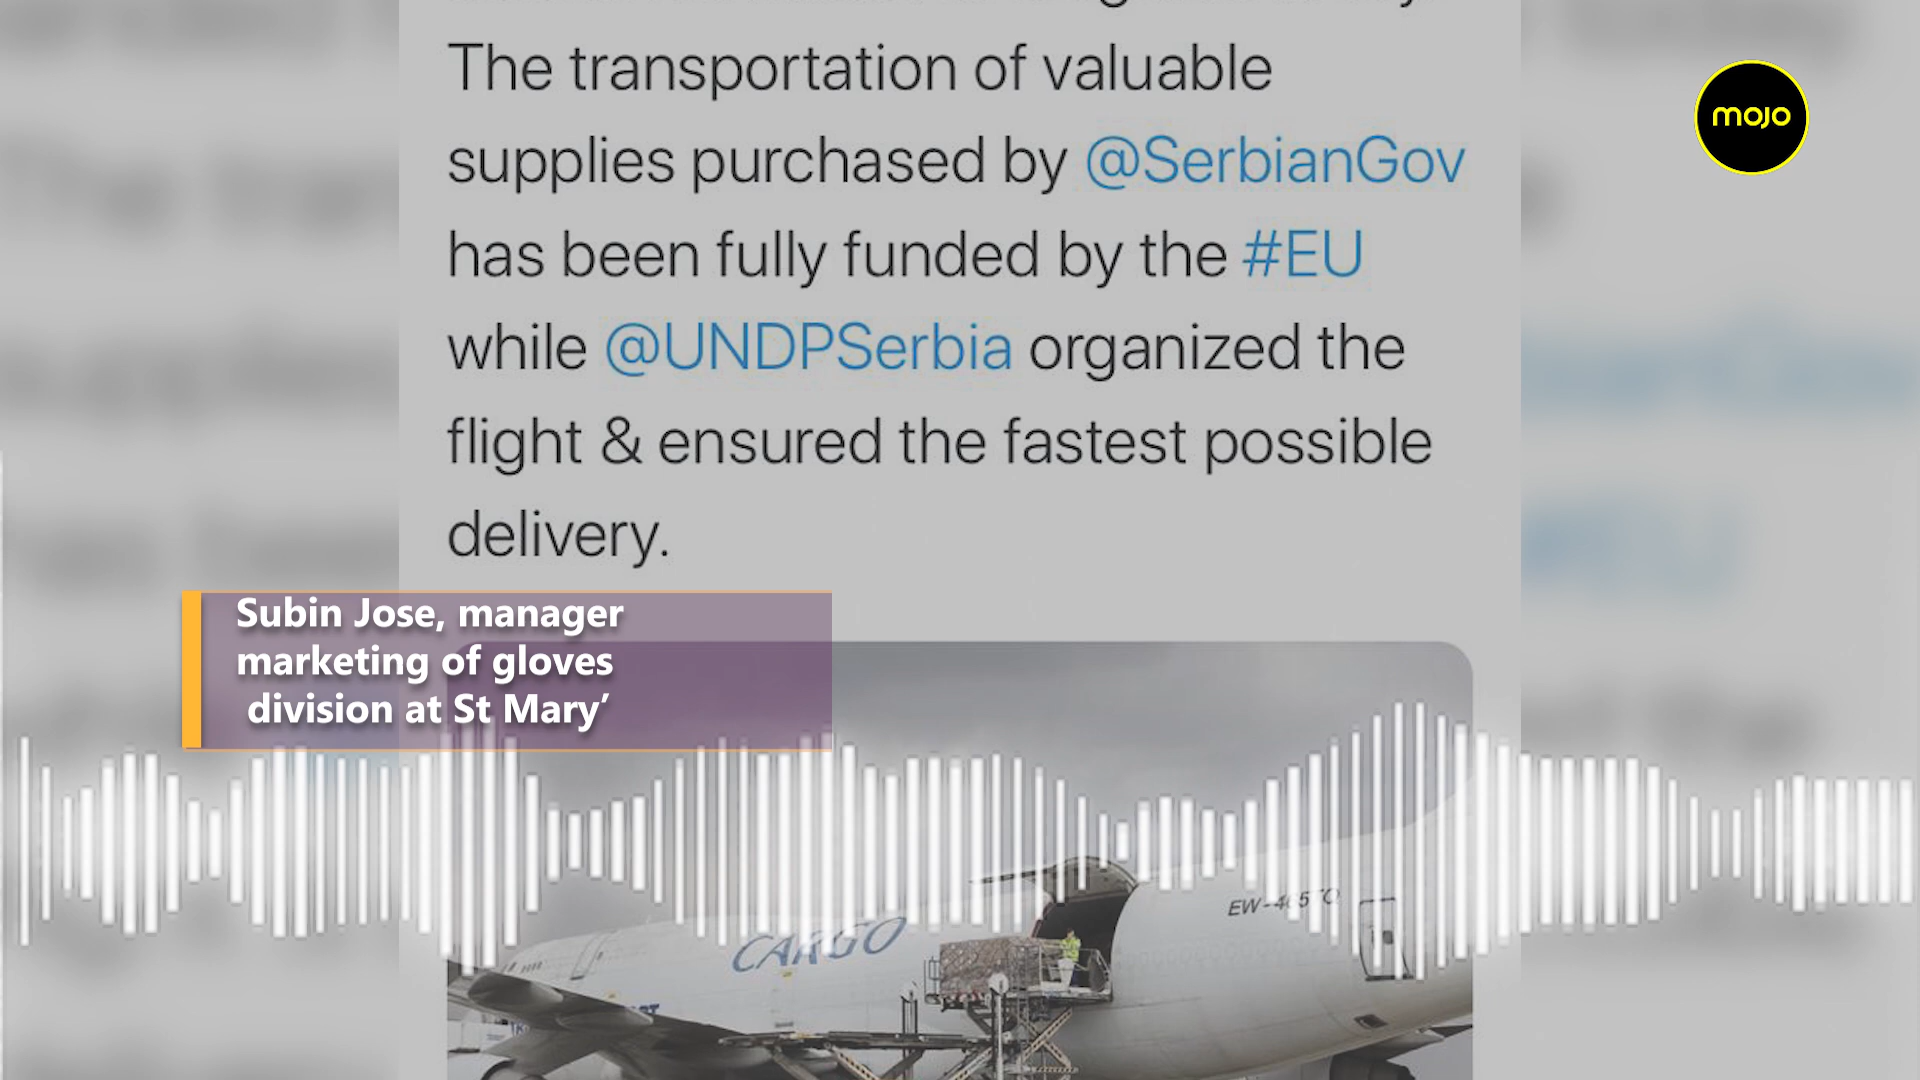 The transportation of valuable
supplies purchased by @SerbianGov
has been fully funded by the #EU
while @UNDPSerbia organized the
flight & ensured the fastest possible
delivery.
mojo
Subin Jose, manager
marketing of gloves
division at St Mary’
CARGO